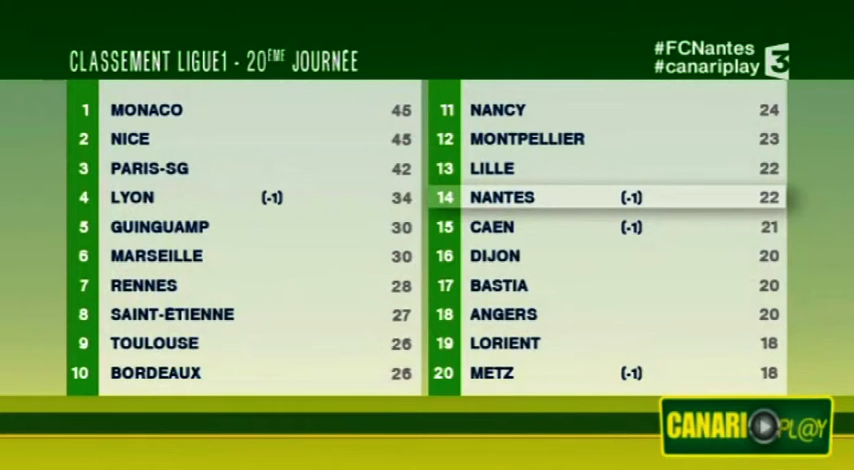 CLASSEMENT LIGUE1 - 20ÈME JOURNÉE
#FCNantes
#canariplay 3
1 MONACO 45
2 NICE 45
3 PARIS-SG 42
4 LYON (-1) 34
5 GUINGUAMP 30
6 MARSEILLE 30
7 RENNES 28
8 SAINT-ÉTIENNE 27
9 TOULOUSE 26
10 BORDEAUX 26
11 NANCY 24
12 MONTPELLIER 23
13 LILLE 22
14 NANTES (-1) 22
15 CAEN (-1) 21
16 DIJON 20
17 BASTIA 20
18 ANGERS 20
19 LORIENT 18
20 METZ (-1) 18
CANARI PL@Y